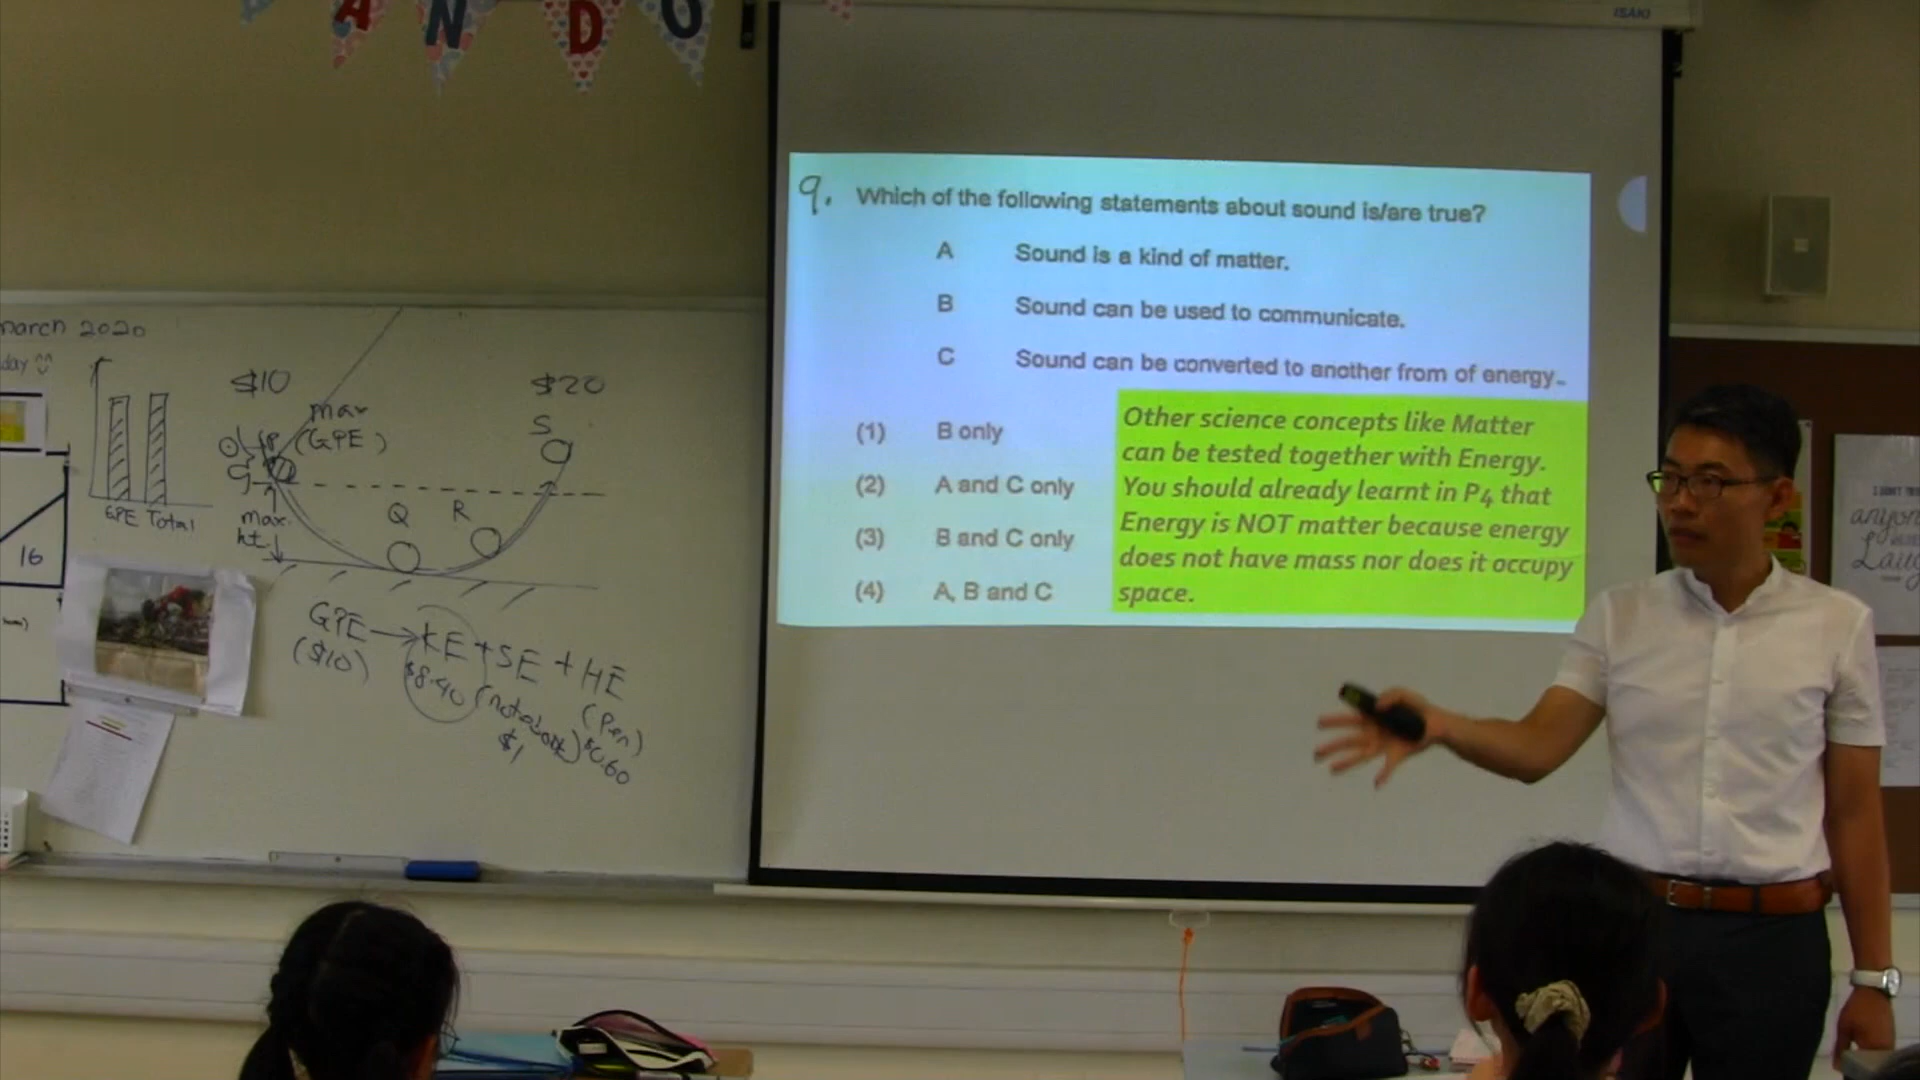 AND
ISAKI
march 2020
day ^^
$10
$20
max
(GPE)
P
S
Q
R
GPE Total
max.
ht.
16
GPE → KE + SE + HE
($10)
$8.40
(notebook)
(Pen)
$1
$0.60
9. Which of the following statements about sound is/are true?
A Sound is a kind of matter.
B Sound can be used to communicate.
C Sound can be converted to another from of energy.
(1) B only
(2) A and C only
(3) B and C only
(4) A, B and C
Other science concepts like Matter
can be tested together with Energy.
You should already learnt in P4 that
Energy is NOT matter because energy
does not have mass nor does it occupy
space.